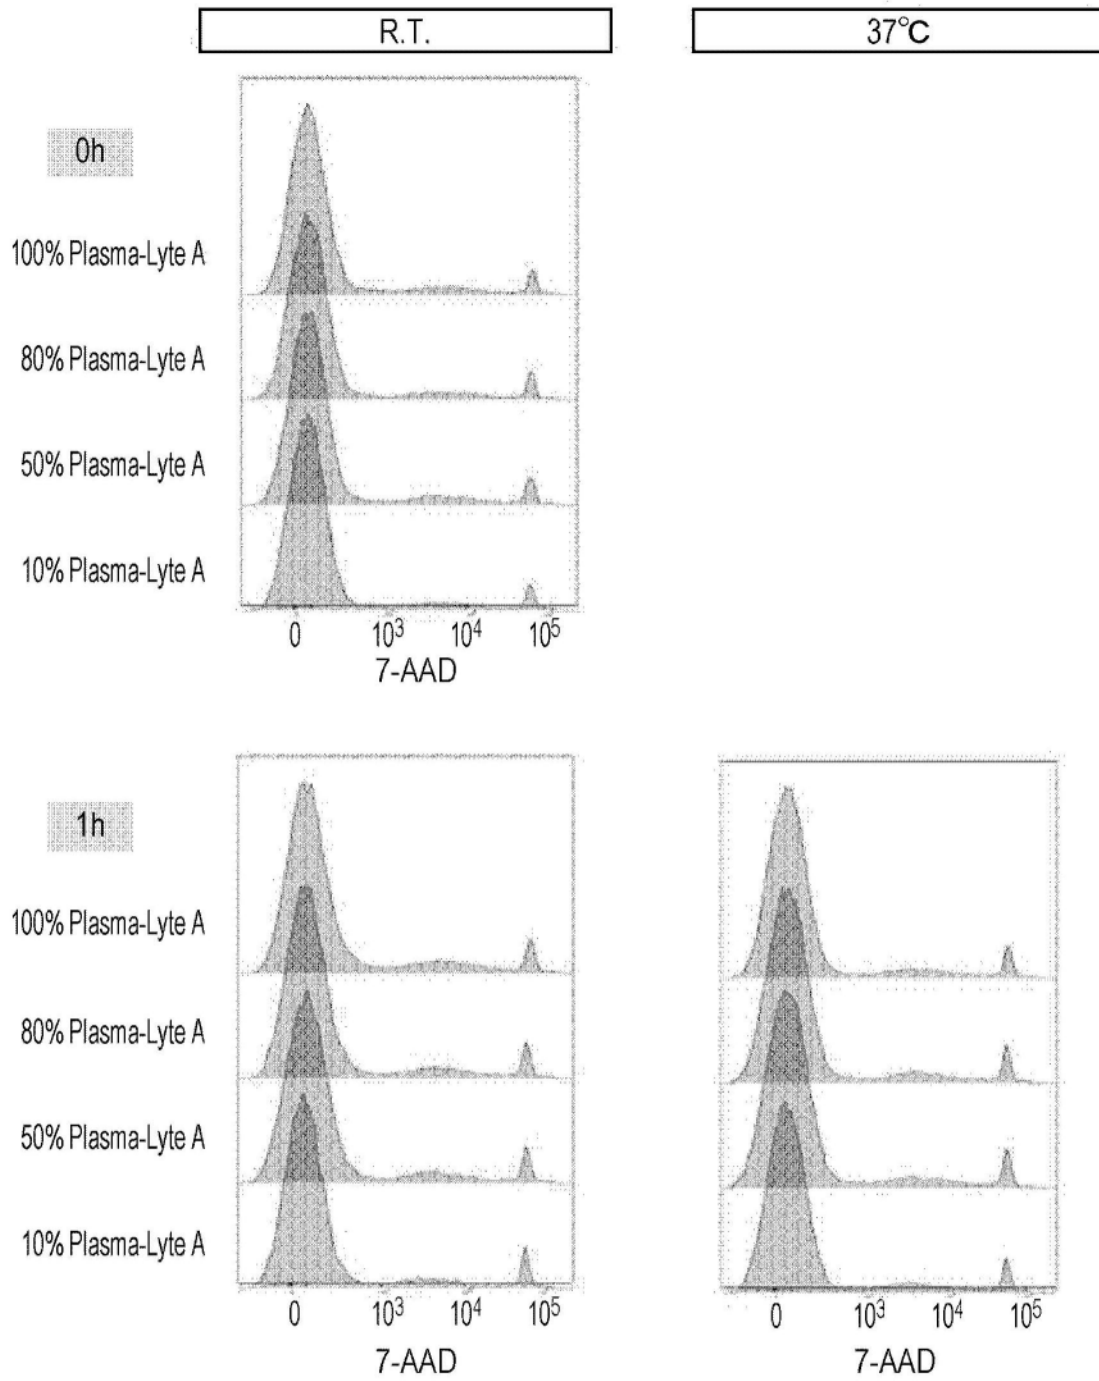 R.T.
37°C
0h
100% Plasma-Lyte A
80% Plasma-Lyte A
50% Plasma-Lyte A
10% Plasma-Lyte A
0 10³ 10⁴ 10⁵
7-AAD
1h
100% Plasma-Lyte A
80% Plasma-Lyte A
50% Plasma-Lyte A
10% Plasma-Lyte A
0 10³ 10⁴ 10⁵
0 10³ 10⁴ 10⁵
7-AAD
7-AAD